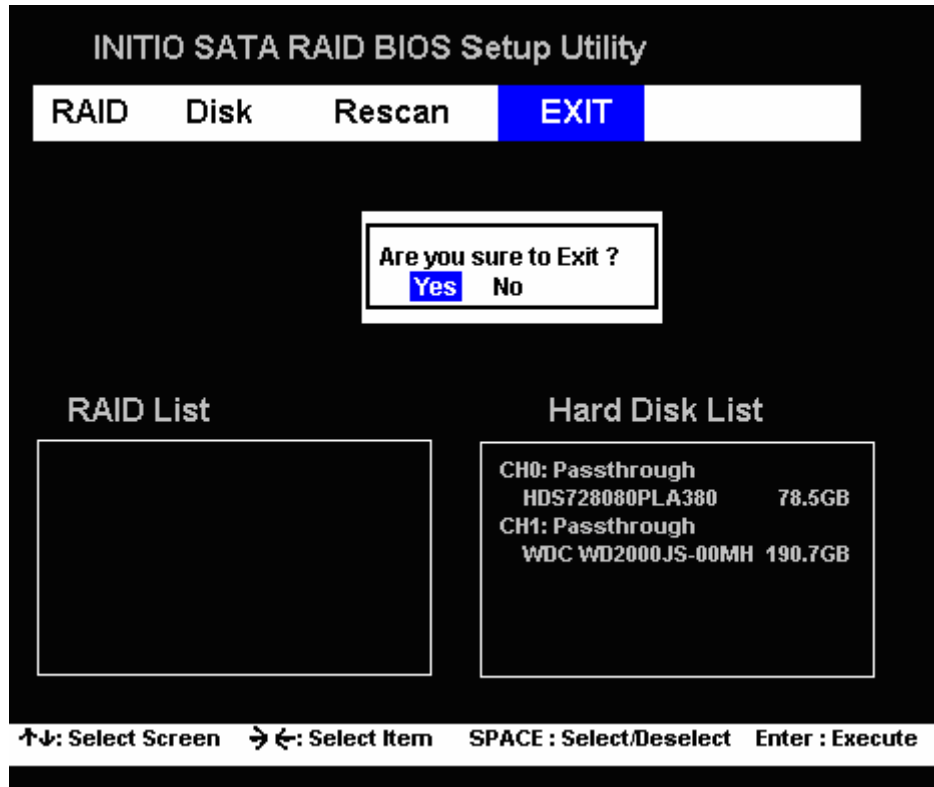 INITIO SATA RAID BIOS Setup Utility
RAID Disk Rescan EXIT
Are you sure to Exit ?
Yes No
RAID List
Hard Disk List
CH0: Passthrough
HDS728080PLA380 78.5GB
CH1: Passthrough
WDC WD2000JS-00MH 190.7GB
↑↓: Select Screen → ←: Select Item SPACE : Select/Deselect Enter : Execute